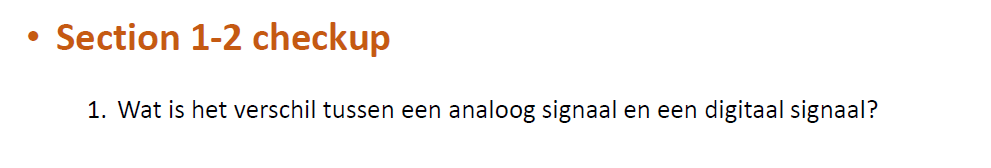 • Section 1-2 checkup
1. Wat is het verschil tussen een analoog signaal en een digitaal signaal?